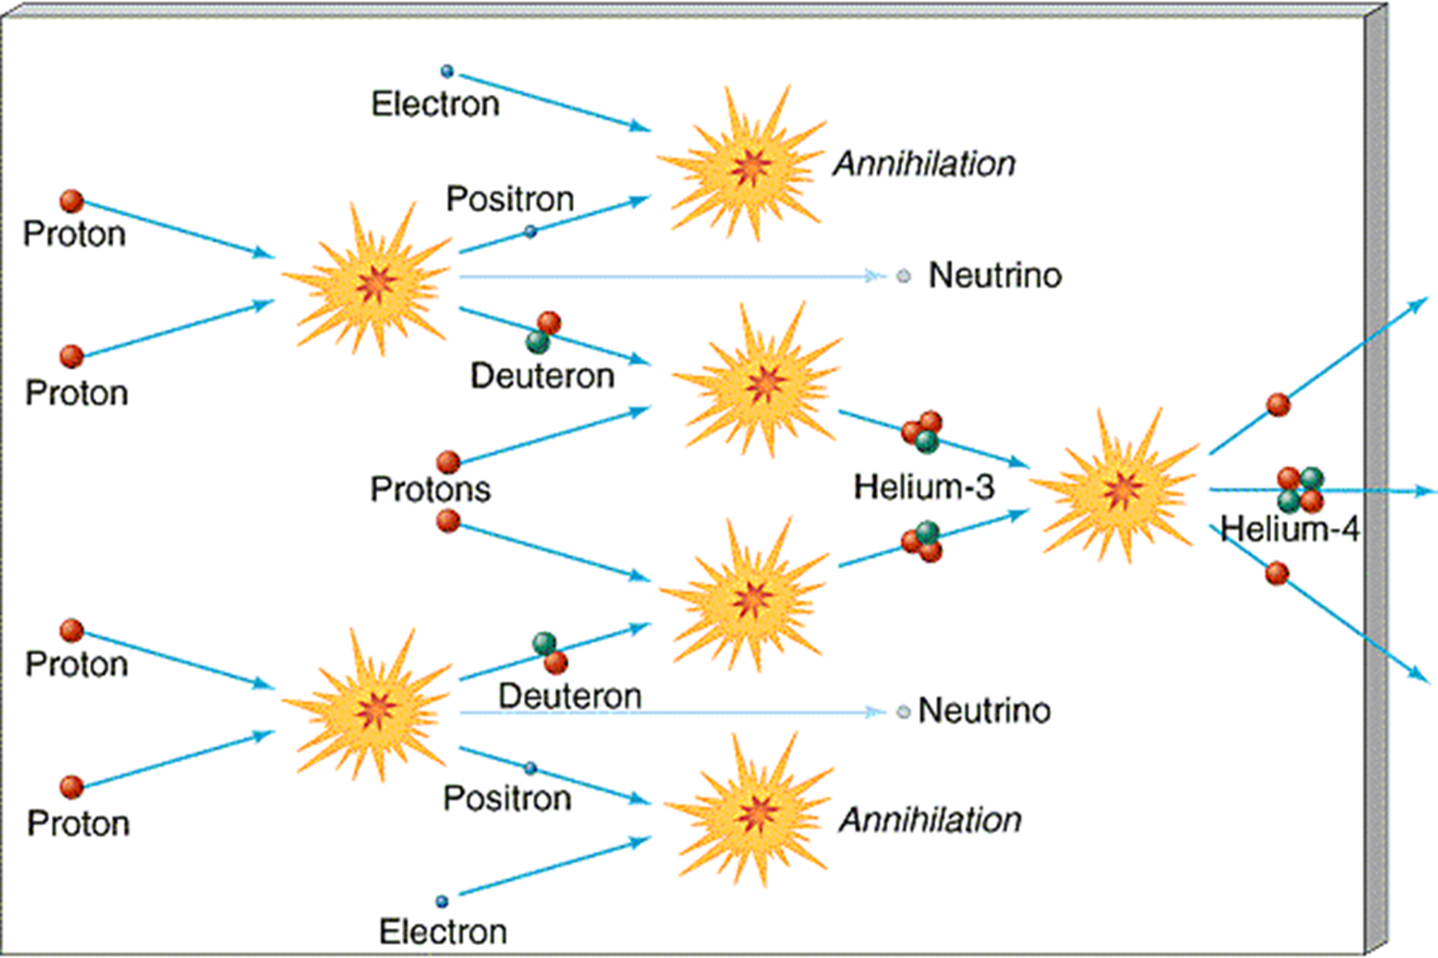 Electron
Annihilation
Positron
Proton
Neutrino
Deuteron
Proton
Protons
Helium-3
Helium-4
Proton
Deuteron
Neutrino
Positron
Proton
Annihilation
Electron